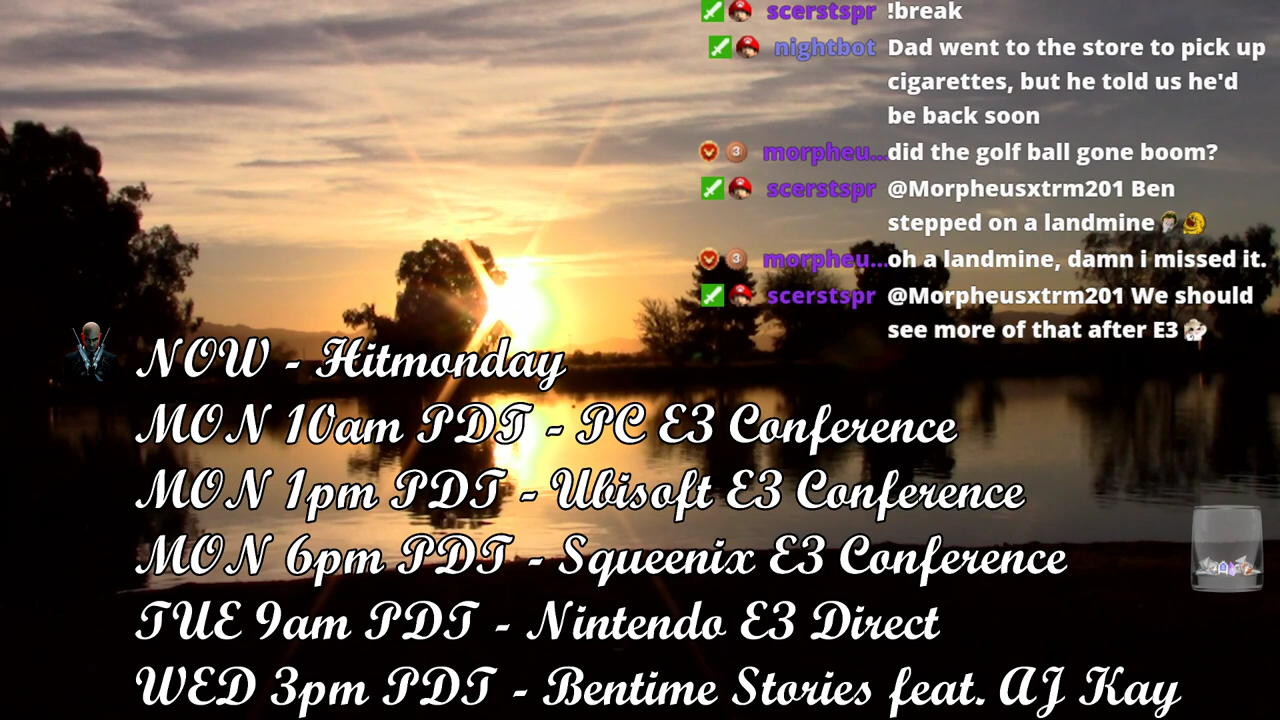 scerstspr !break
nightbot Dad went to the store to pick up
cigarettes, but he told us he'd
be back soon
3 morpheu... did the golf ball gone boom?
scerstspr @Morpheusxtrm201 Ben
stepped on a landmine
3 morpheu... oh a landmine, damn i missed it.
scerstspr @Morpheusxtrm201 We should
see more of that after E3
NOW - Hitmonday
MON 10am PDT - PC E3 Conference
MON 1pm PDT - Ubisoft E3 Conference
MON 6pm PDT - Squeenix E3 Conference
TUE 9am PDT - Nintendo E3 Direct
WED 3pm PDT - Bentime Stories feat. AJ Kay